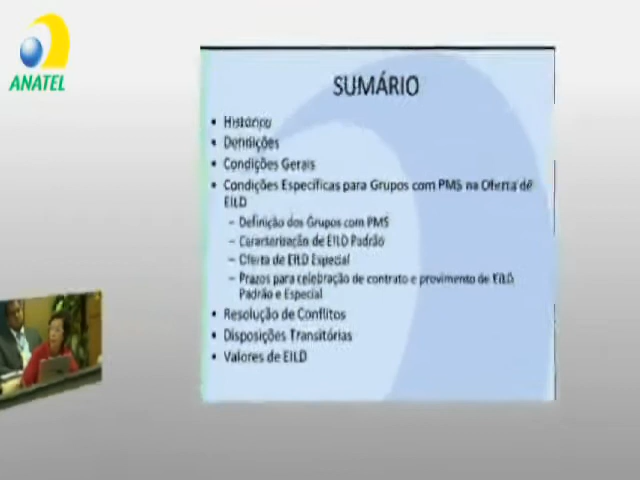 ANATEL
SUMÁRIO
• Histórico
• Definições
• Condições Gerais
• Condições Específicas para Grupos com PMS na Oferta de
EILD
– Definição dos Grupos com PMS
– Caracterização de EILD Padrão
– Oferta de EILD Especial
– Prazos para celebração de contrato e provimento de EILD
Padrão e Especial
• Resolução de Conflitos
• Disposições Transitórias
• Valores de EILD